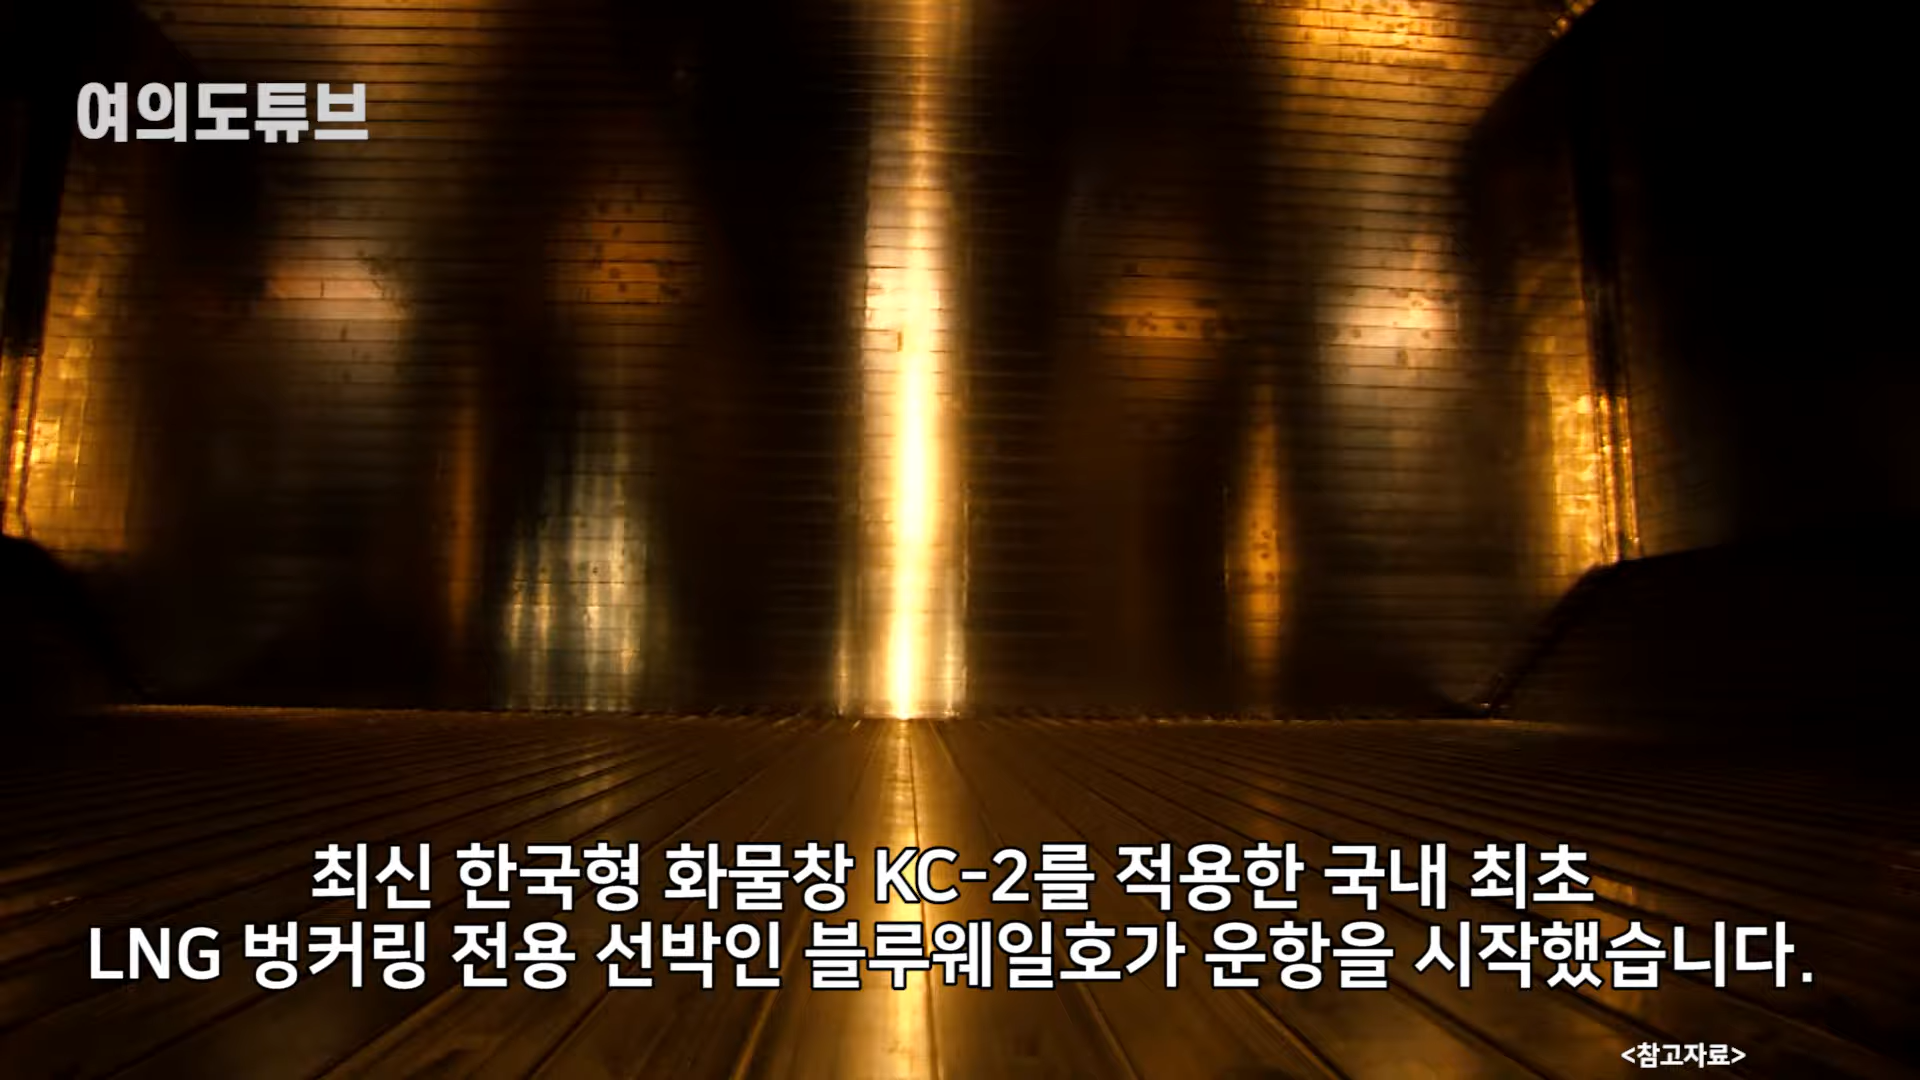 여의도튜브
최신 한국형 화물창 KC-2를 적용한 국내 최초
LNG 벙커링 전용 선박인 블루웨일호가 운항을 시작했습니다.
<참고자료>